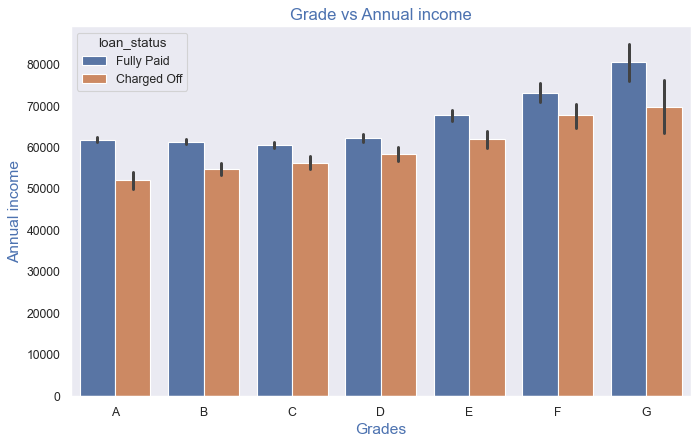 Grade vs Annual income
loan_status
Fully Paid
Charged Off
Annual income
80000
70000
60000
50000
40000
30000
20000
10000
0
A B C D E F G
Grades